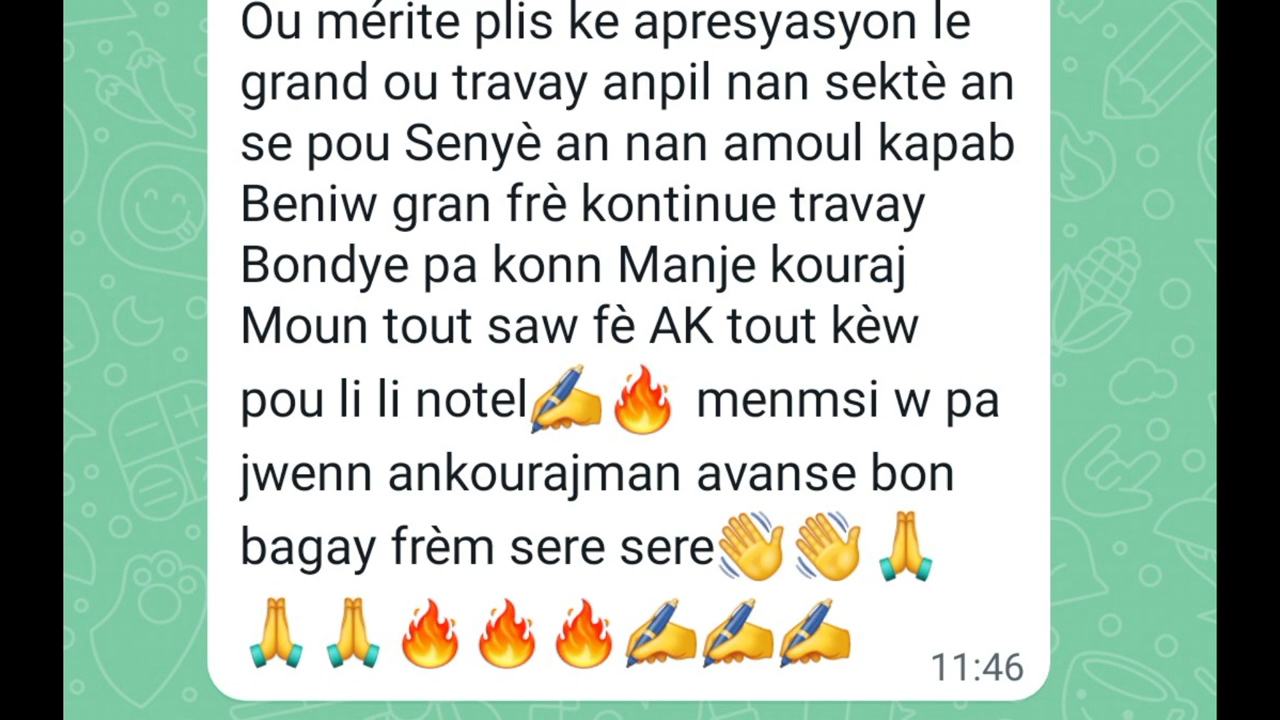 Ou mérite plis ke apresyasyon le
grand ou travay anpil nan sektè an
se pou Senyè an nan amoul kapab
Beniw gran frè kontinue travay
Bondye pa konn Manje kouraj
Moun tout saw fè AK tout kèw
pou li li notel✍️🔥 menmsi w pa
jwenn ankourajman avanse bon
bagay frèm sere sere👋👋🙏
🙏🙏🔥🔥🔥✍️✍️✍️
11:46